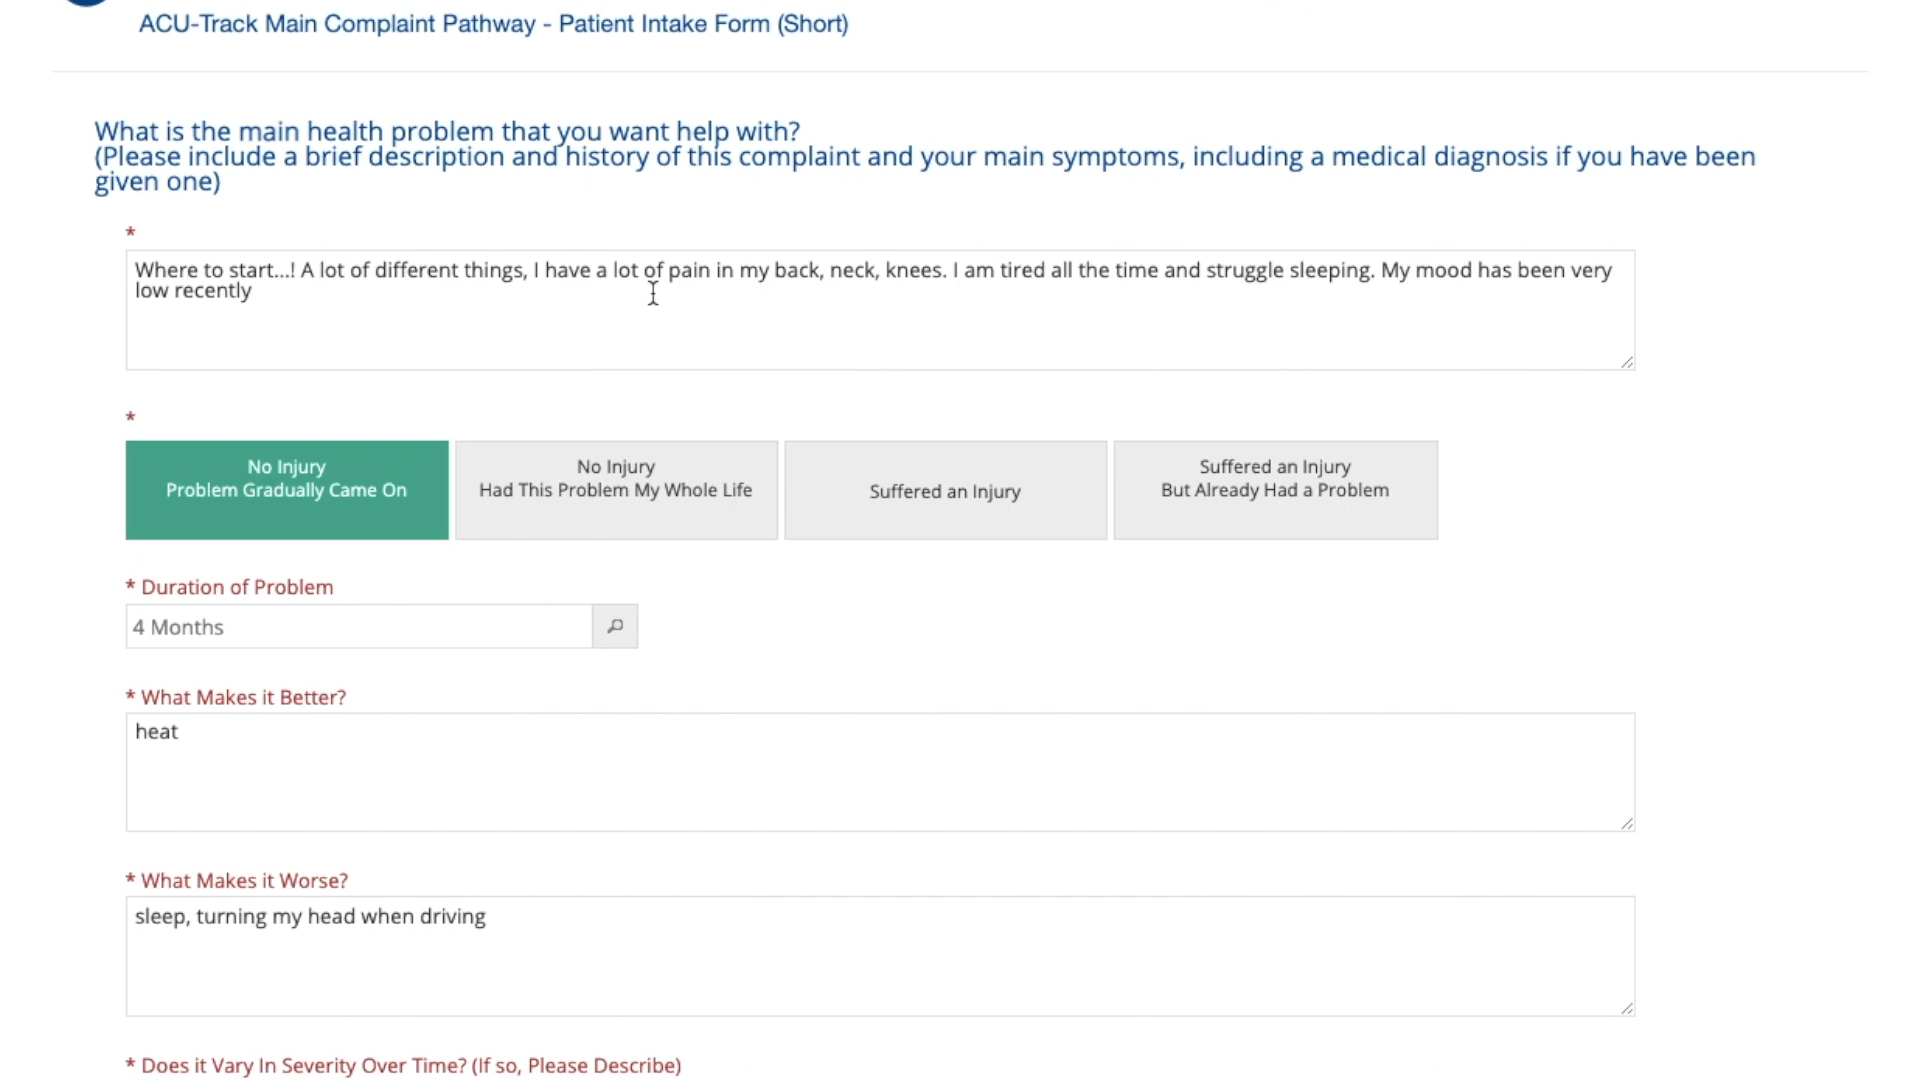 ACU-Track Main Complaint Pathway - Patient Intake Form (Short)
What is the main health problem that you want help with?
(Please include a brief description and history of this complaint and your main symptoms, including a medical diagnosis if you have been
given one)
*
Where to start...! A lot of different things, I have a lot of pain in my back, neck, knees. I am tired all the time and struggle sleeping. My mood has been very
low recently
*
No Injury
Problem Gradually Came On
No Injury
Had This Problem My Whole Life
Suffered an Injury
Suffered an Injury
But Already Had a Problem
* Duration of Problem
4 Months
* What Makes it Better?
heat
* What Makes it Worse?
sleep, turning my head when driving
* Does it Vary In Severity Over Time? (If so, Please Describe)